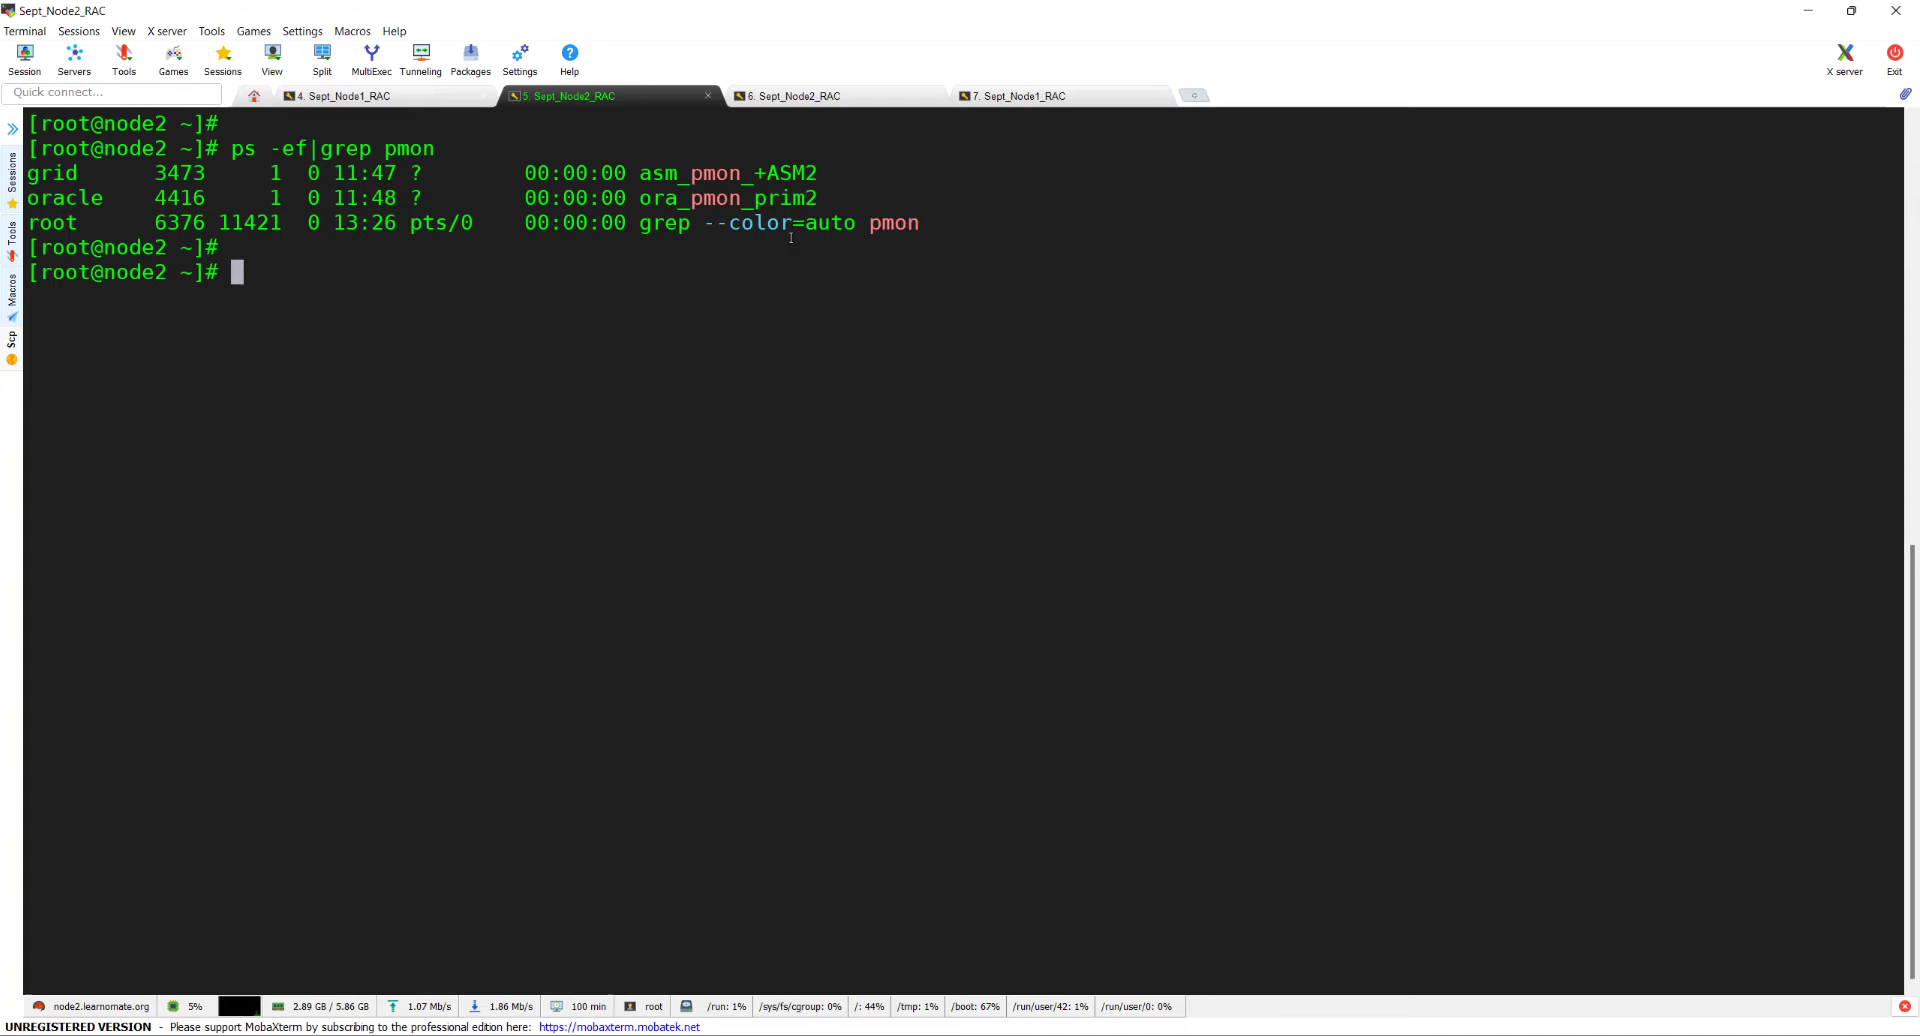 Sept_Node2_RAC
Terminal Sessions View X server Tools Games Settings Macros Help
Session Servers Tools Games Sessions View Split MultiExec Tunneling Packages Settings Help X server Exit
Quick connect... 4. Sept_Node1_RAC 5. Sept_Node2_RAC 6. Sept_Node2_RAC 7. Sept_Node1_RAC
Sessions
Tools
Macros
Scp
[root@node2 ~]#
[root@node2 ~]# ps -ef|grep pmon
grid 3473 1 0 11:47 ? 00:00:00 asm_pmon_+ASM2
oracle 4416 1 0 11:48 ? 00:00:00 ora_pmon_prim2
root 6376 11421 0 13:26 pts/0 00:00:00 grep --color=auto pmon
[root@node2 ~]#
[root@node2 ~]#
node2.learnomate.org 5% 2.89 GB / 5.86 GB 1.07 Mb/s 1.86 Mb/s 100 min root /run: 1% /sys/fs/cgroup: 0% /: 44% /tmp: 1% /boot: 67% /run/user/42: 1% /run/user/0: 0%
UNREGISTERED VERSION - Please support MobaXterm by subscribing to the professional edition here: https://mobaxterm.mobatek.net